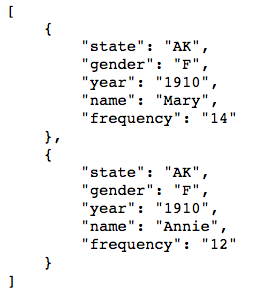 [
    {
        "state": "AK",
        "gender": "F",
        "year": "1910",
        "name": "Mary",
        "frequency": "14"
    },
    {
        "state": "AK",
        "gender": "F",
        "year": "1910",
        "name": "Annie",
        "frequency": "12"
    }
]